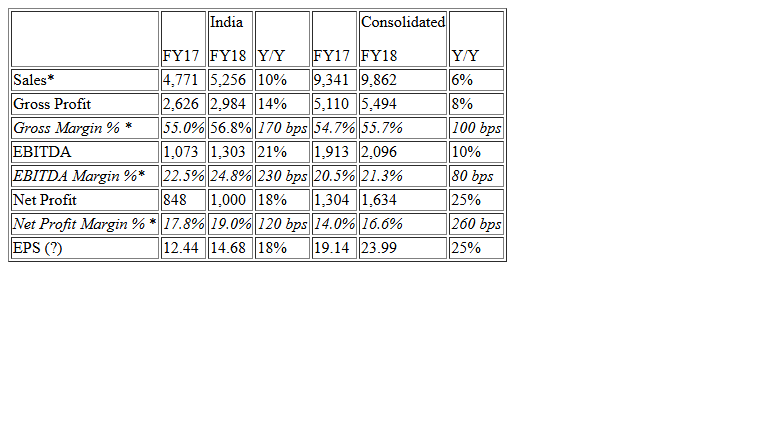 India Consolidated
FY17 FY18 Y/Y FY17 FY18 Y/Y
Sales* 4,771 5,256 10% 9,341 9,862 6%
Gross Profit 2,626 2,984 14% 5,110 5,494 8%
Gross Margin % * 55.0% 56.8% 170 bps 54.7% 55.7% 100 bps
EBITDA 1,073 1,303 21% 1,913 2,096 10%
EBITDA Margin %* 22.5% 24.8% 230 bps 20.5% 21.3% 80 bps
Net Profit 848 1,000 18% 1,304 1,634 25%
Net Profit Margin % * 17.8% 19.0% 120 bps 14.0% 16.6% 260 bps
EPS (?) 12.44 14.68 18% 19.14 23.99 25%